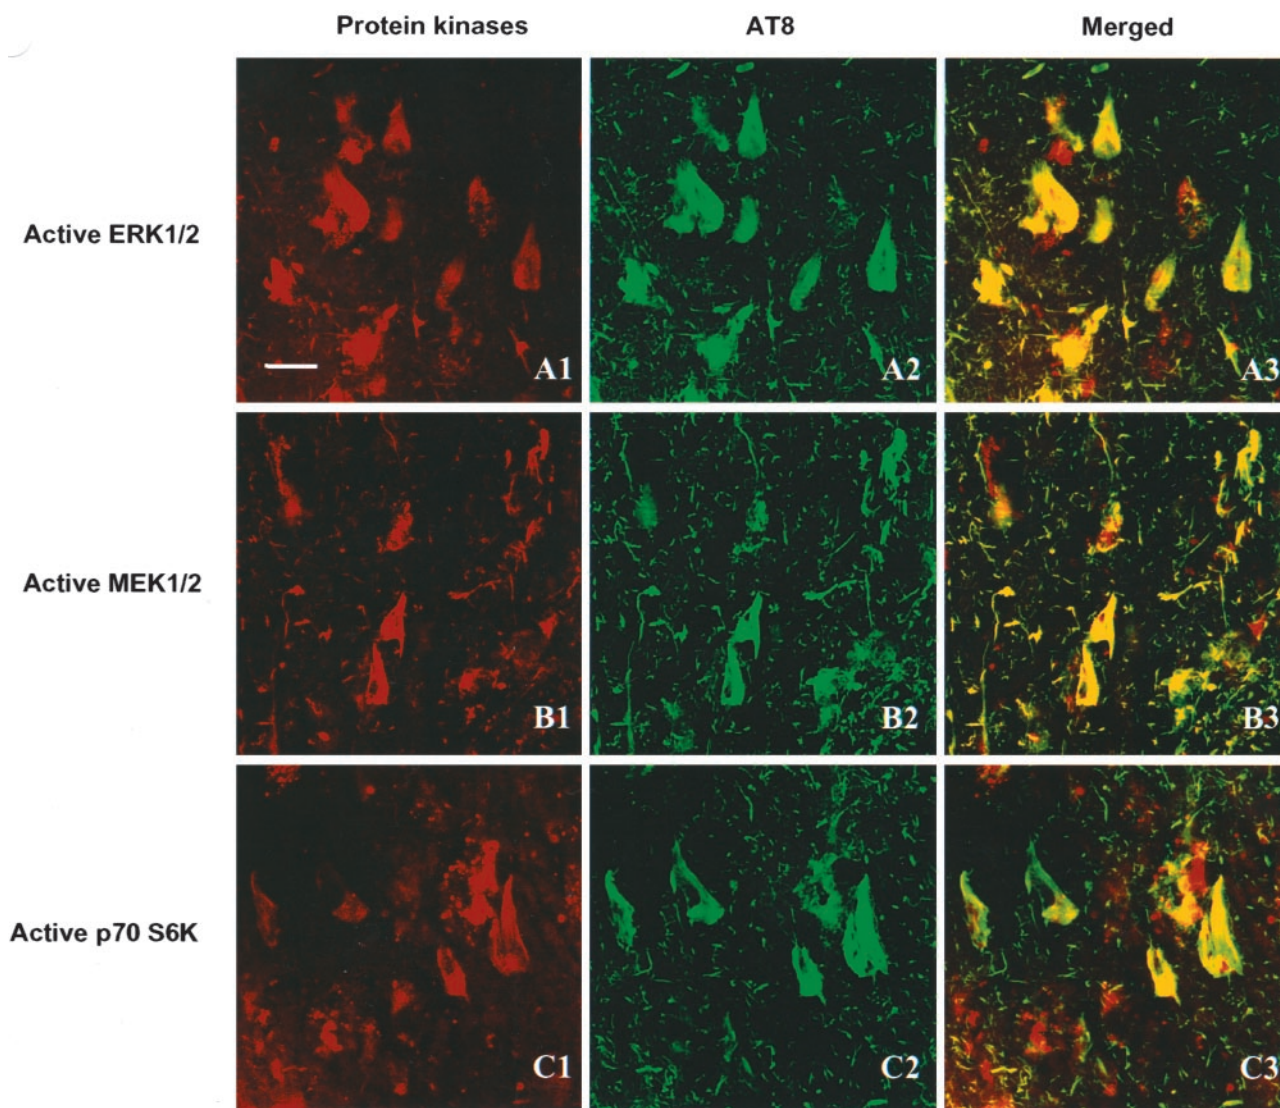 Protein kinases AT8 Merged
Active ERK1/2
A1 A2 A3
Active MEK1/2
B1 B2 B3
Active p70 S6K
C1 C2 C3